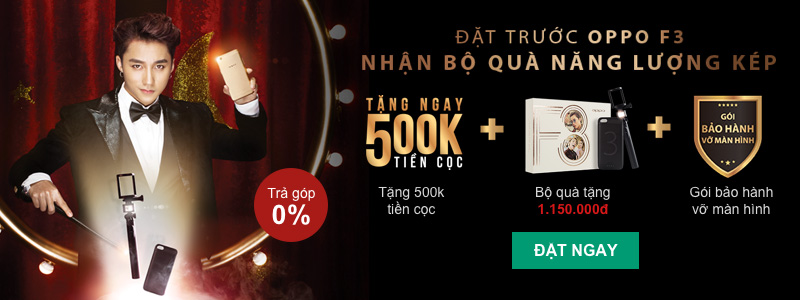 ĐẶT TRƯỚC OPPO F3
NHẬN BỘ QUÀ NĂNG LƯỢNG KÉP
TẶNG NGAY
500K
TIỀN CỌC
+
+
GÓI
BẢO HÀNH
VỠ MÀN HÌNH
Tặng 500k
tiền cọc
Bộ quà tặng
1.150.000đ
Gói bảo hành
vỡ màn hình
Trả góp
0%
ĐẶT NGAY